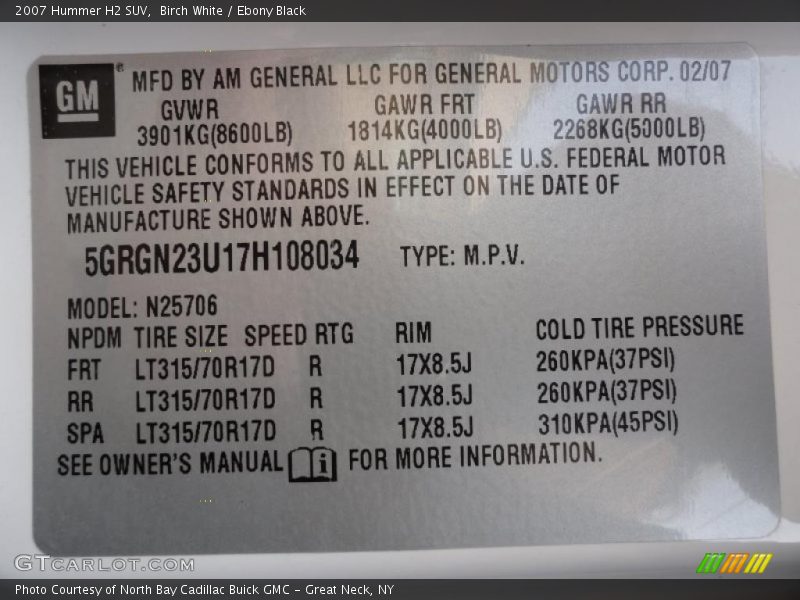 2007 Hummer H2 SUV, Birch White / Ebony Black
GM® MFD BY AM GENERAL LLC FOR GENERAL MOTORS CORP. 02/07
GVWR GAWR FRT GAWR RR
3901KG(8600LB) 1814KG(4000LB) 2268KG(5000LB)
THIS VEHICLE CONFORMS TO ALL APPLICABLE U.S. FEDERAL MOTOR
VEHICLE SAFETY STANDARDS IN EFFECT ON THE DATE OF
MANUFACTURE SHOWN ABOVE.
5GRGN23U17H108034 TYPE: M.P.V.
MODEL: N25706
NPDM TIRE SIZE SPEED RTG RIM COLD TIRE PRESSURE
FRT LT315/70R17D R 17X8.5J 260KPA(37PSI)
RR LT315/70R17D R 17X8.5J 260KPA(37PSI)
SPA LT315/70R17D R 17X8.5J 310KPA(45PSI)
SEE OWNER'S MANUAL i FOR MORE INFORMATION.
GTCARLOT.COM
Photo Courtesy of North Bay Cadillac Buick GMC - Great Neck, NY